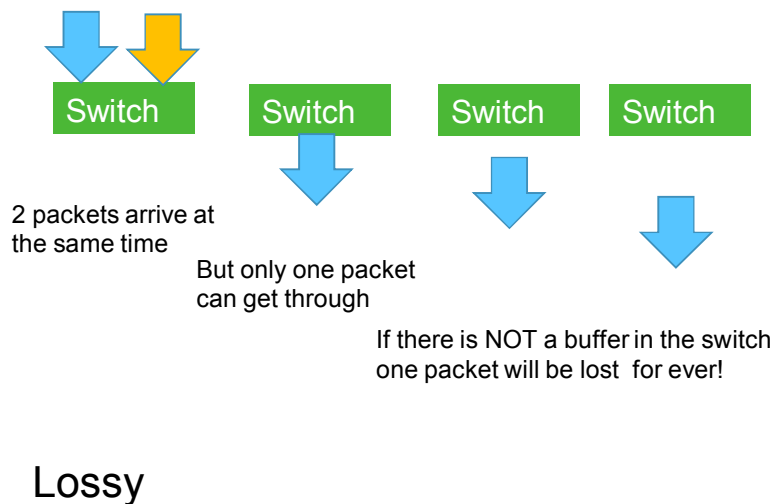 Switch
Switch
Switch
Switch
2 packets arrive at
the same time
But only one packet
can get through
If there is NOT a buffer in the switch
one packet will be lost  for ever!
Lossy